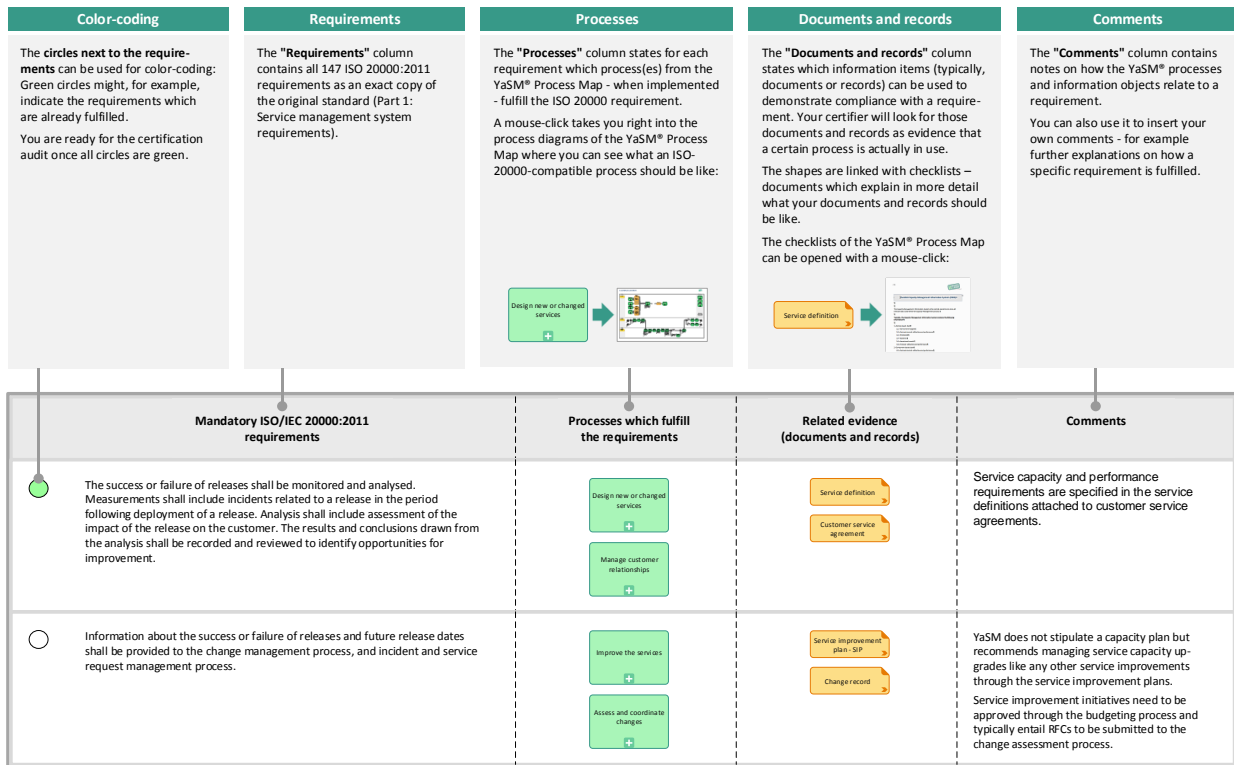 Color-coding
The circles next to the require-
ments can be used for color-coding:
Green circles might, for example,
indicate the requirements which
are already fulfilled.
You are ready for the certification
audit once all circles are green.
Requirements
The "Requirements" column
contains all 147 ISO 20000:2011
requirements as an exact copy of
the original standard (Part 1:
Service management system
requirements).
Processes
The "Processes" column states for each
requirement which process(es) from the
YaSM® Process Map - when implemented
- fulfill the ISO 20000 requirement.
A mouse-click takes you right into the
process diagrams of the YaSM® Process
Map where you can see what an ISO-
20000-compatible process should be like:
Design new or changed
services
Documents and records
The "Documents and records" column
states which information items (typically,
documents or records) can be used to
demonstrate compliance with a require-
ment. Your certifier will look for those
documents and records as evidence that
a certain process is actually in use.
The shapes are linked with checklists –
documents which explain in more detail
what your documents and records should
be like.
The checklists of the YaSM® Process Map
can be opened with a mouse-click:
Service definition
Comments
The "Comments" column contains
notes on how the YaSM® processes
and information objects relate to a
requirement.
You can also use it to insert your
own comments - for example
further explanations on how a
specific requirement is fulfilled.
Mandatory ISO/IEC 20000:2011
requirements
Processes which fulfill
the requirements
Related evidence
(documents and records)
Comments
The success or failure of releases shall be monitored and analysed.
Measurements shall include incidents related to a release in the period
following deployment of a release. Analysis shall include assessment of the
impact of the release on the customer. The results and conclusions drawn from
the analysis shall be recorded and reviewed to identify opportunities for
improvement.
Design new or changed
services
Manage customer
relationships
Service definition
Customer service
agreement
Service capacity and performance
requirements are specified in the service
definitions attached to customer service
agreements.
Information about the success or failure of releases and future release dates
shall be provided to the change management process, and incident and service
request management process.
Improve the services
Assess and coordinate
changes
Service improvement
plan - SIP
Change record
YaSM does not stipulate a capacity plan but
recommends managing service capacity up-
grades like any other service improvements
through the service improvement plans.
Service improvement initiatives need to be
approved through the budgeting process and
typically entail RFCs to be submitted to the
change assessment process.